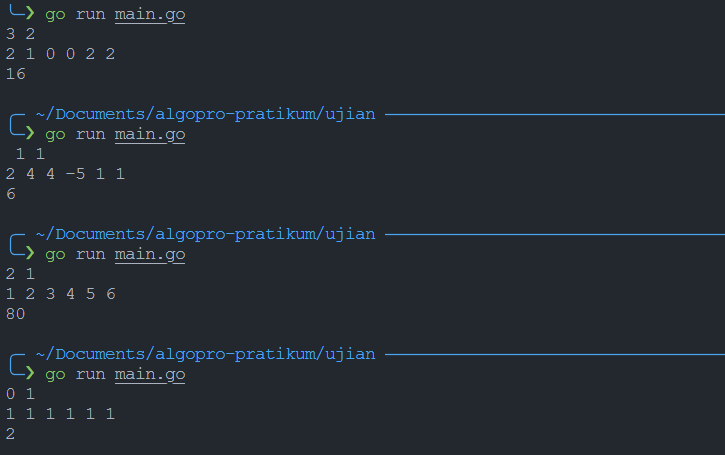 ❯ go run main.go
3 2
2 1 0 0 2 2
16
~/Documents/algopro-pratikum/ujian
❯ go run main.go
1 1
2 4 4 -5 1 1
6
~/Documents/algopro-pratikum/ujian
❯ go run main.go
2 1
1 2 3 4 5 6
80
~/Documents/algopro-pratikum/ujian
❯ go run main.go
0 1
1 1 1 1 1 1
2